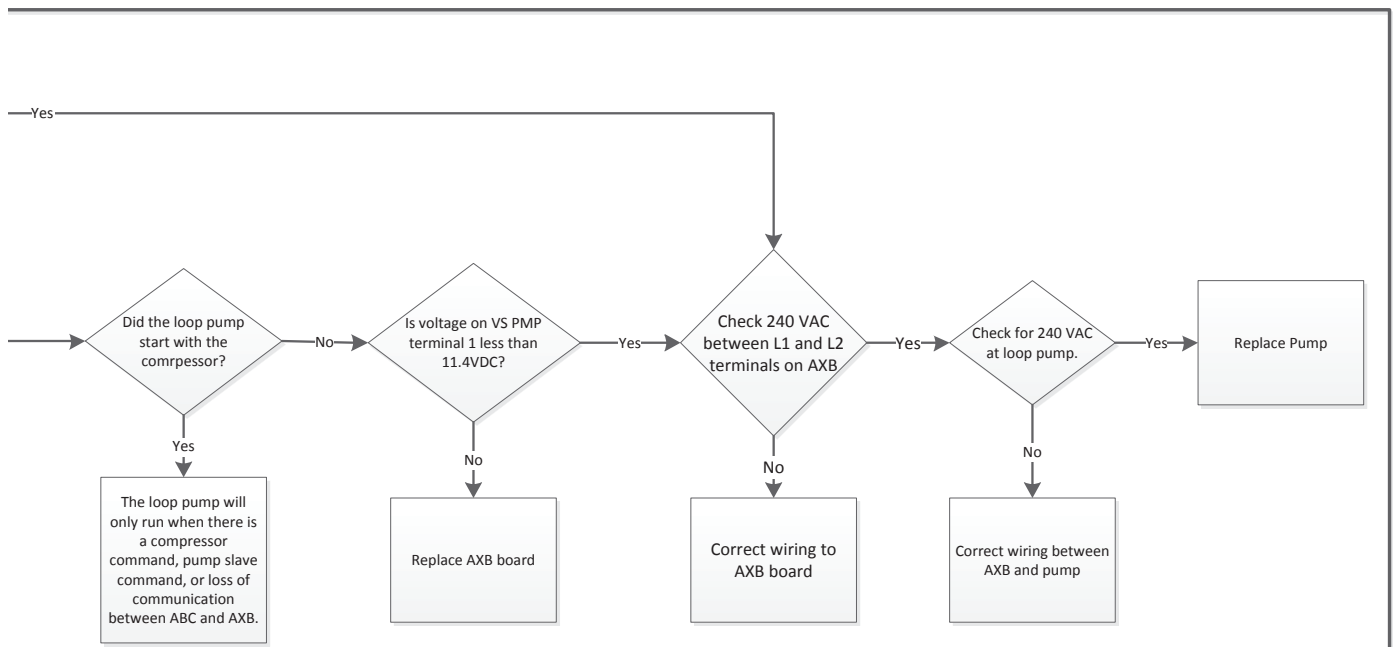 Yes
Did the loop pump
start with the
comrpessor?
No
Is voltage on VS PMP
terminal 1 less than
11.4VDC?
Yes
Check 240 VAC
between L1 and L2
terminals on AXB
Yes
Check for 240 VAC
at loop pump.
Yes
Replace Pump
Yes
No
No
No
The loop pump will
only run when there is
a compressor
command, pump slave
command, or loss of
communication
between ABC and AXB.
Replace AXB board
Correct wiring to
AXB board
Correct wiring between
AXB and pump